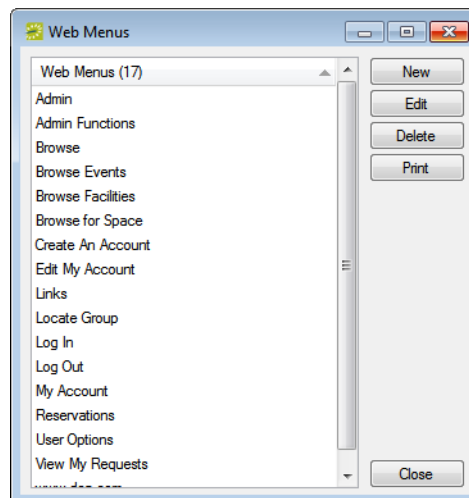 Web Menus
Web Menus (17)
Admin
Admin Functions
Browse
Browse Events
Browse Facilities
Browse for Space
Create An Account
Edit My Account
Links
Locate Group
Log In
Log Out
My Account
Reservations
User Options
View My Requests
New
Edit
Delete
Print
Close